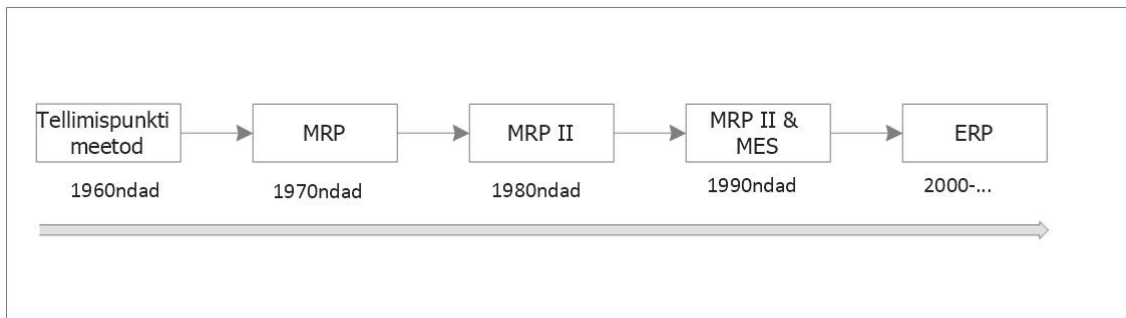 Tellimispunkti
meetod
MRP
MRP II
MRP II &
MES
ERP
1960ndad
1970ndad
1980ndad
1990ndad
2000-...